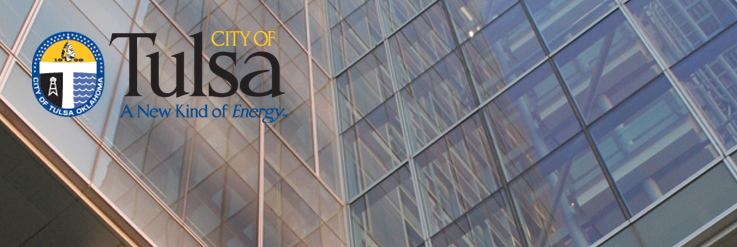 CITY OF
Tulsa
A New Kind of Energy.
CITY OF TULSA OKLAHOMA